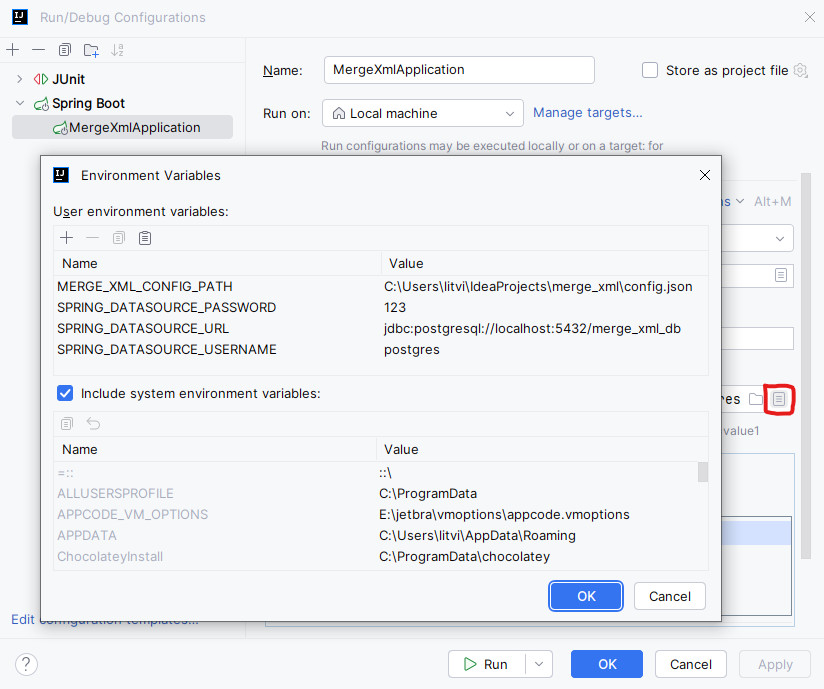 Run/Debug Configurations
JUnit
Spring Boot
MergeXmlApplication
Name:
MergeXmlApplication
Store as project file
Run on:
Local machine
Manage targets...
Run configurations may be executed locally or on a target: for
Alt+M
Environment Variables
User environment variables:
Name Value
MERGE_XML_CONFIG_PATH C:\Users\litvi\IdeaProjects\merge_xml\config.json
SPRING_DATASOURCE_PASSWORD 123
SPRING_DATASOURCE_URL jdbc:postgresql://localhost:5432/merge_xml_db
SPRING_DATASOURCE_USERNAME postgres
Include system environment variables:
Name Value
=:: ::\
ALLUSERSPROFILE C:\ProgramData
APPCODE_VM_OPTIONS E:\jetbra\vmoptions\appcode.vmoptions
APPDATA C:\Users\litvi\AppData\Roaming
ChocolateyInstall C:\ProgramData\chocolatey
OK Cancel
res
value1
Edit configuration templates...
? Run OK Cancel Apply